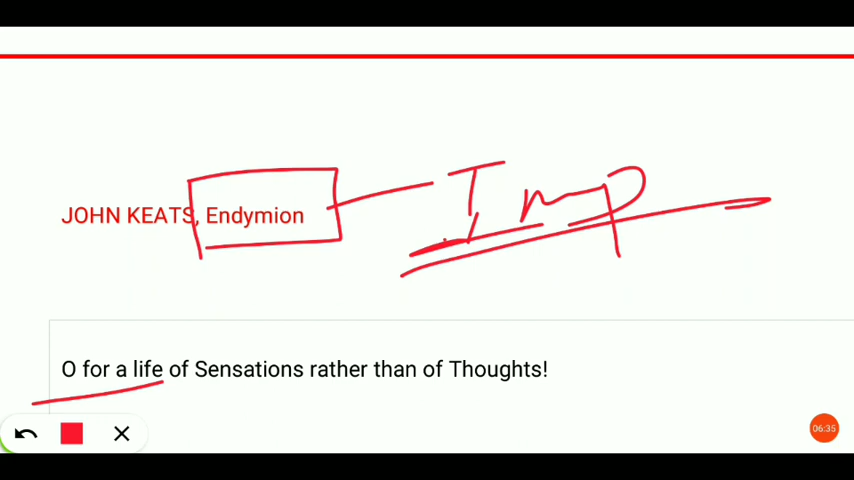 JOHN KEATS, Endymion Imp
O for a life of Sensations rather than of Thoughts!
06:35